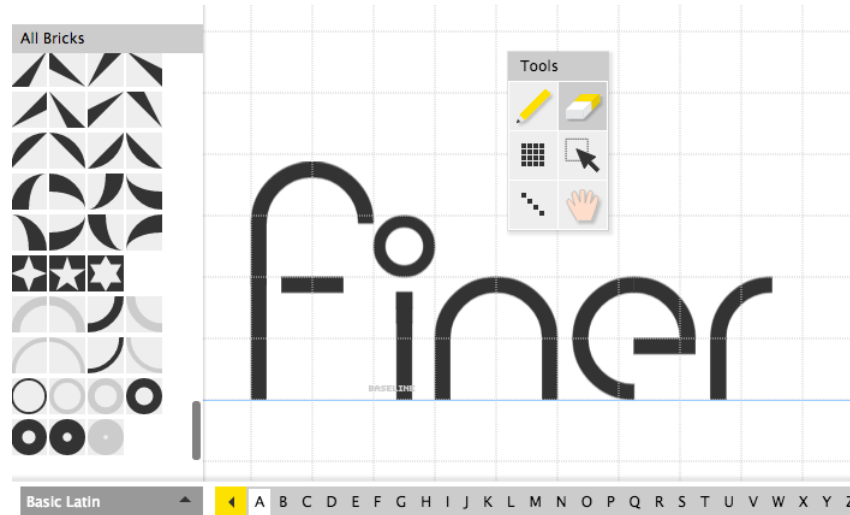 All Bricks
Tools
finer
BASELINE
Basic Latin
A B C D E F G H I J K L M N O P Q R S T U V W X Y Z